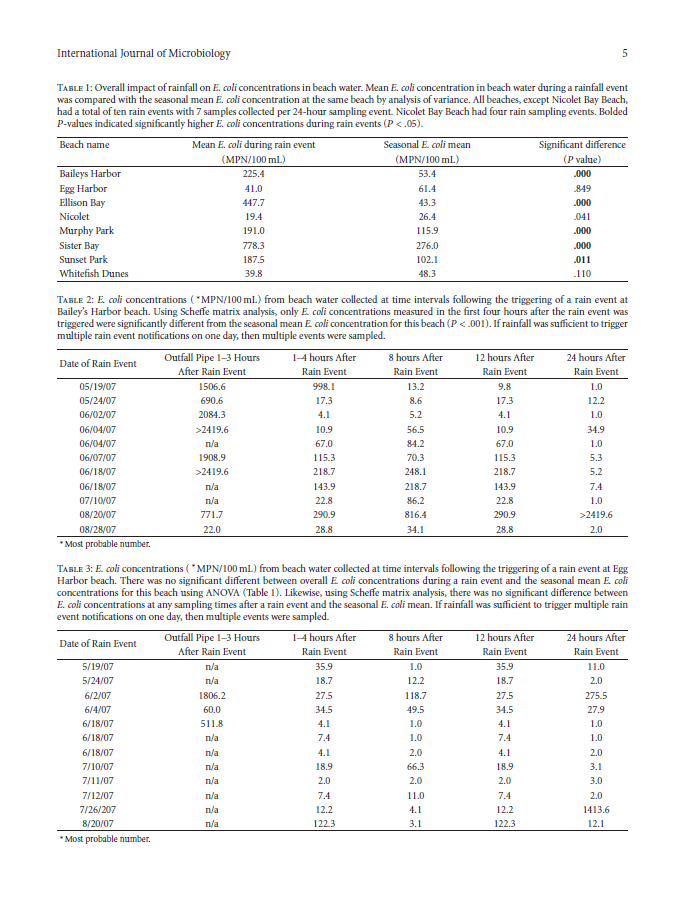 International Journal of Microbiology 5
Table 1: Overall impact of rainfall on E. coli concentrations in beach water. Mean E. coli concentration in beach water during a rainfall event
was compared with the seasonal mean E. coli concentration at the same beach by analysis of variance. All beaches, except Nicolet Bay Beach,
had a total of ten rain events with 7 samples collected per 24-hour sampling event. Nicolet Bay Beach had four rain sampling events. Bolded
P-values indicated significantly higher E. coli concentrations during rain events (P < .05).
Beach name Mean E. coli during rain event Seasonal E. coli mean Significant difference
(MPN/100 mL) (MPN/100 mL) (P value)
Baileys Harbor 225.4 53.4 .000
Egg Harbor 41.0 61.4 .849
Ellison Bay 447.7 43.3 .000
Nicolet 19.4 26.4 .041
Murphy Park 191.0 115.9 .000
Sister Bay 778.3 276.0 .000
Sunset Park 187.5 102.1 .011
Whitefish Dunes 39.8 48.3 .110
Table 2: E. coli concentrations (*MPN/100 mL) from beach water collected at time intervals following the triggering of a rain event at
Bailey's Harbor beach. Using Scheffe matrix analysis, only E. coli concentrations measured in the first four hours after the rain event was
triggered were significantly different from the seasonal mean E. coli concentration for this beach (P < .001). If rainfall was sufficient to trigger
multiple rain event notifications on one day, then multiple events were sampled.
Date of Rain Event Outfall Pipe 1–3 Hours 1–4 hours After 8 hours After 12 hours After 24 hours After
After Rain Event Rain Event Rain Event Rain Event Rain Event
05/19/07 1506.6 998.1 13.2 9.8 1.0
05/24/07 690.6 17.3 8.6 17.3 12.2
06/02/07 2084.3 4.1 5.2 4.1 1.0
06/04/07 >2419.6 10.9 56.5 10.9 34.9
06/04/07 n/a 67.0 84.2 67.0 1.0
06/07/07 1908.9 115.3 70.3 115.3 5.3
06/18/07 >2419.6 218.7 248.1 218.7 5.2
06/18/07 n/a 143.9 218.7 143.9 7.4
07/10/07 n/a 22.8 86.2 22.8 1.0
08/20/07 771.7 290.9 816.4 290.9 >2419.6
08/28/07 22.0 28.8 34.1 28.8 2.0
*Most probable number.
Table 3: E. coli concentrations (*MPN/100 mL) from beach water collected at time intervals following the triggering of a rain event at Egg
Harbor beach. There was no significant different between overall E. coli concentrations during a rain event and the seasonal mean E. coli
concentrations for this beach using ANOVA (Table 1). Likewise, using Scheffe matrix analysis, there was no significant difference between
E. coli concentrations at any sampling times after a rain event and the seasonal E. coli mean. If rainfall was sufficient to trigger multiple rain
event notifications on one day, then multiple events were sampled.
Date of Rain Event Outfall Pipe 1–3 Hours 1–4 hours After 8 hours After 12 hours After 24 hours After
After Rain Event Rain Event Rain Event Rain Event Rain Event
5/19/07 n/a 35.9 1.0 35.9 11.0
5/24/07 n/a 18.7 12.2 18.7 2.0
6/2/07 1806.2 27.5 118.7 27.5 275.5
6/4/07 60.0 34.5 49.5 34.5 27.9
6/18/07 511.8 4.1 1.0 4.1 1.0
6/18/07 n/a 7.4 1.0 7.4 1.0
6/18/07 n/a 4.1 2.0 4.1 2.0
7/10/07 n/a 18.9 66.3 18.9 3.1
7/11/07 n/a 2.0 2.0 2.0 3.0
7/12/07 n/a 7.4 11.0 7.4 2.0
7/26/207 n/a 12.2 4.1 12.2 1413.6
8/20/07 n/a 122.3 3.1 122.3 12.1
*Most probable number.